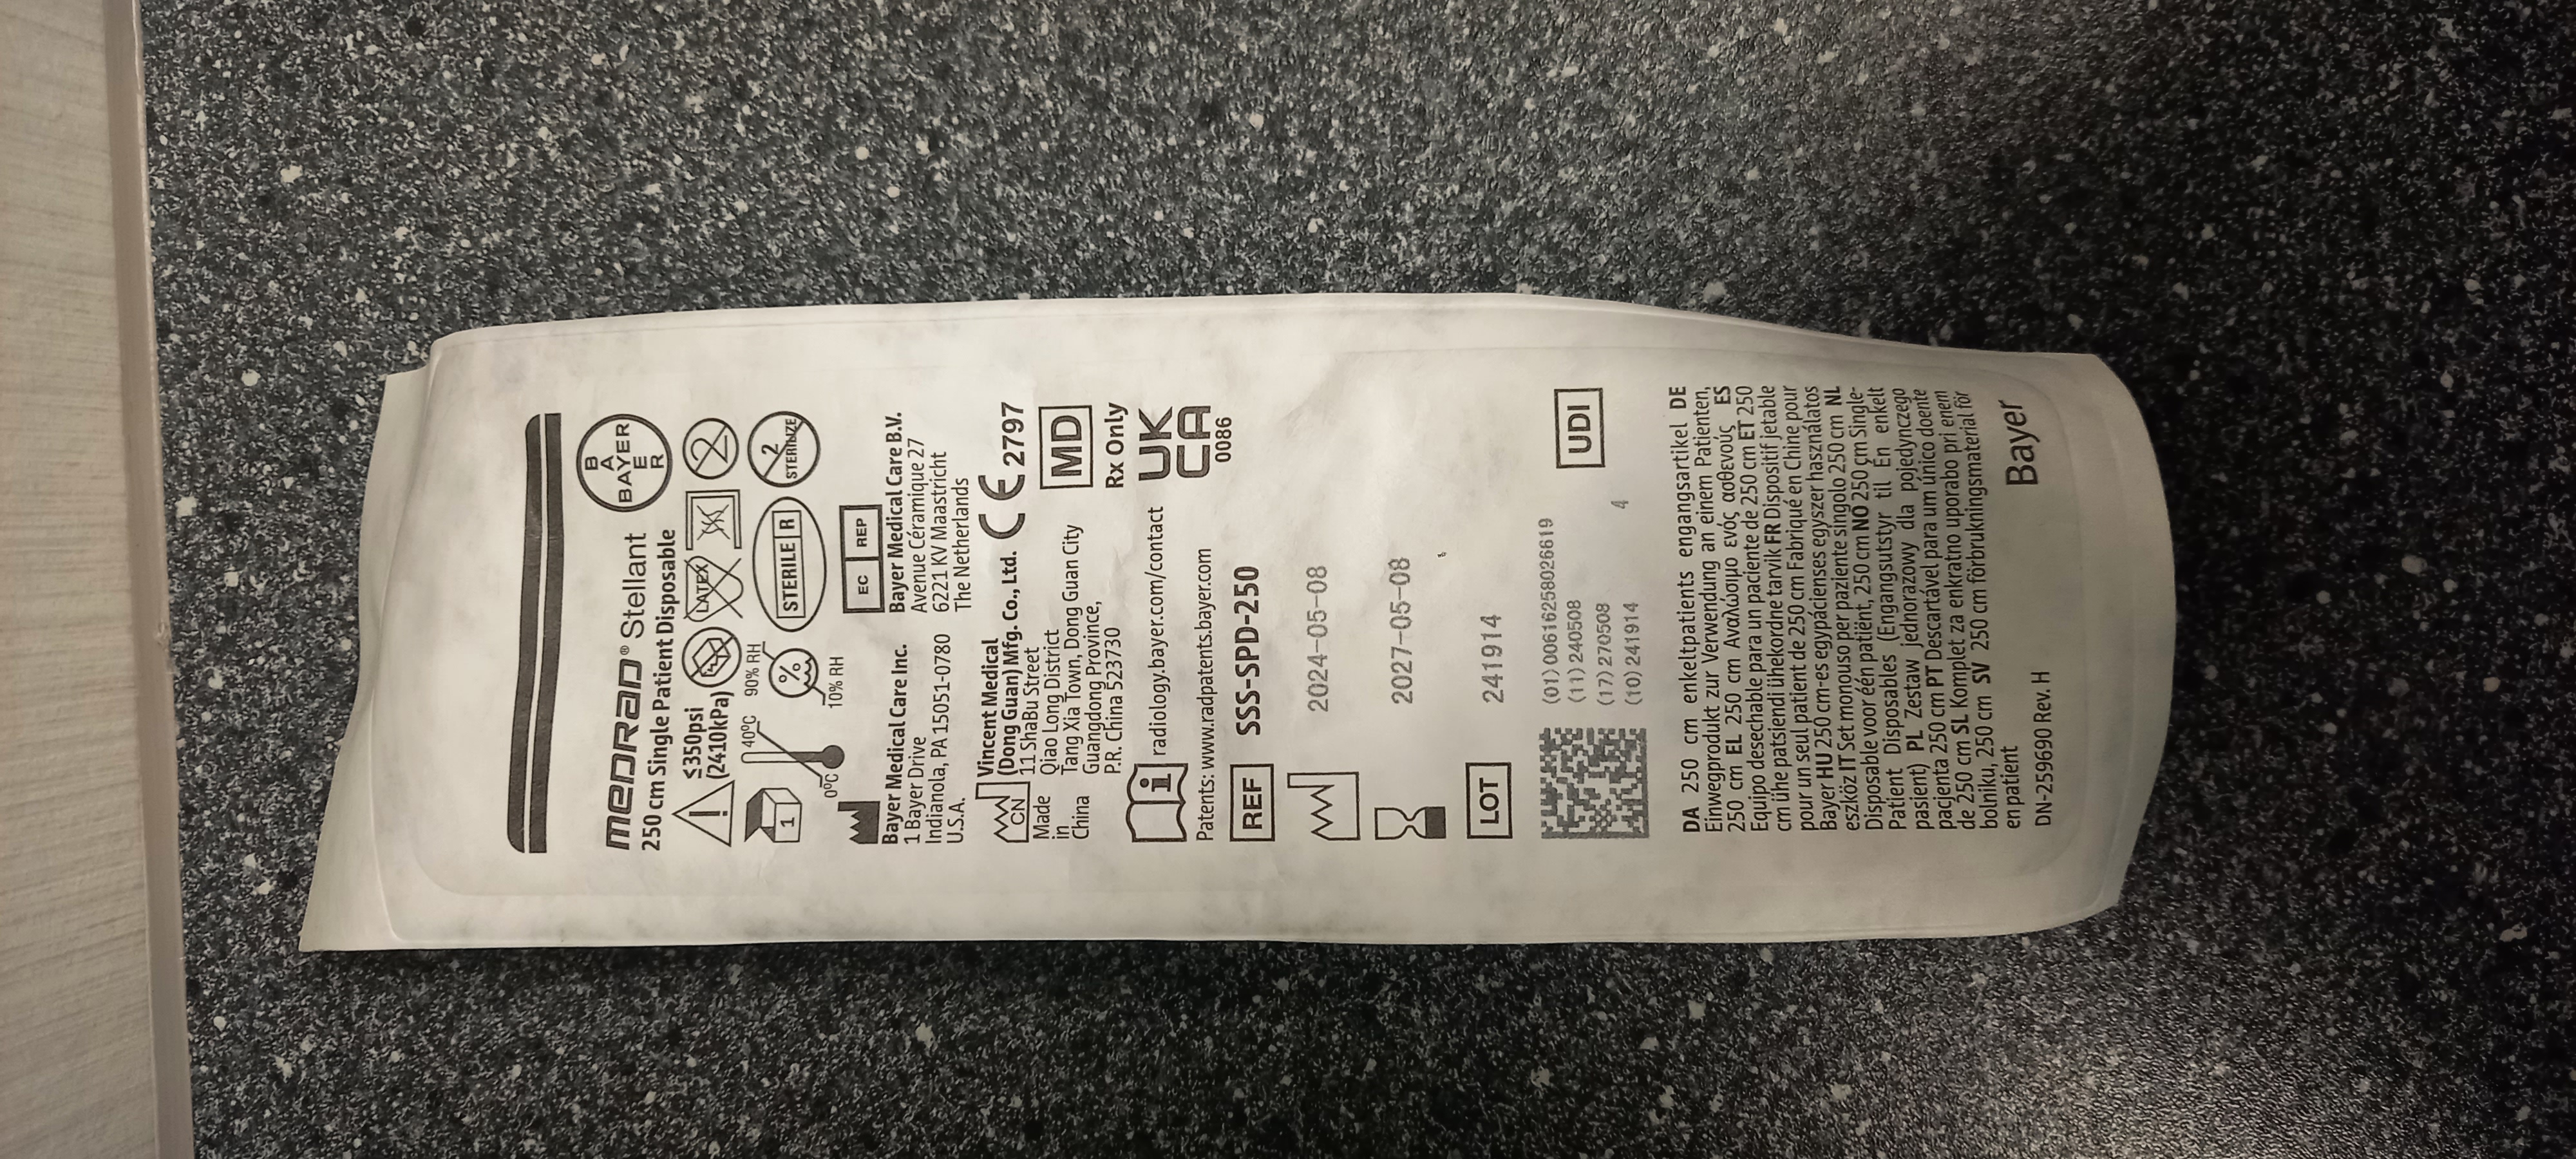 MEDRAD® Stellant
250 cm Single Patient Disposable
B
A
BAYER
E
R
≤350psi
(2410kPa)
LATEX
2
1
0°C
40°C
90% RH
%
10% RH
STERILE R
2
STERILIZE
EC REP
Bayer Medical Care Inc.
1 Bayer Drive
Indianola, PA 15051-0780
U.S.A.
Bayer Medical Care B.V.
Avenue Céramique 27
6221 KV Maastricht
The Netherlands
CN
Made
in
China
Vincent Medical
(Dong Guan) Mfg. Co., Ltd.
11 ShaBu Street
Qiao Long District
Tang Xia Town, Dong Guan City
Guangdong Province,
P.R. China 523730
CE 2797
MD
Rx Only
i radiology.bayer.com/contact
UK
CA
0086
Patents: www.radpatents.bayer.com
REF SSS-SPD-250
2024-05-08
2027-05-08
LOT 241914
(01)00616258026619
(11)240508
(17)270508
(10)241914 4
UDI
DA 250 cm enkeltpatients engangsartikel DE
Einwegprodukt zur Verwendung an einem Patienten,
250 cm EL 250 cm Αναλώσιμο ενός ασθενούς ES
Equipo desechable para un paciente de 250 cm ET 250
cm ühe patsiendi ühekordne tarvik FR Dispositif jetable
pour un seul patient de 250 cm Fabriqué en Chine pour
Bayer HU 250 cm-es egypácienses egyszer használatos
eszköz IT Set monouso per paziente singolo 250 cm NL
Disposable voor één patiënt, 250 cm NO 250 cm Single-
Patient Disposables (Engangsutstyr til En enkelt
pasient) PL Zestaw jednorazowy dla pojedynczego
pacjenta 250 cm PT Descartável para um único doente
de 250 cm SL Komplet za enkratno uporabo pri enem
bolniku, 250 cm SV 250 cm förbrukningsmaterial för
en patient
DN-259690 Rev. H
Bayer